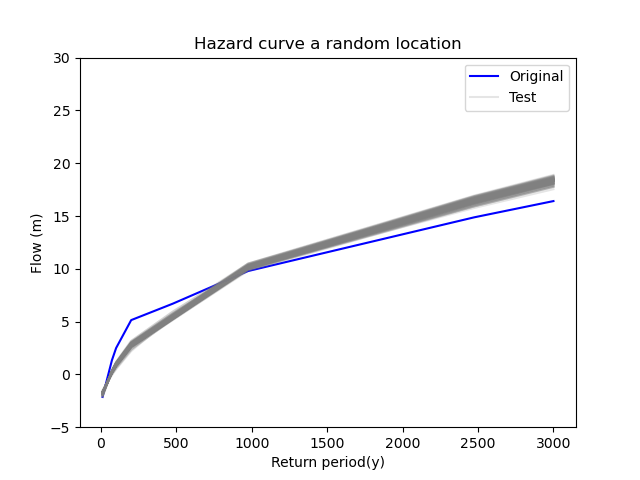 Hazard curve a random location
Original
Test
30
25
20
15
10
5
0
−5
Flow (m)
0 500 1000 1500 2000 2500 3000
Return period(y)